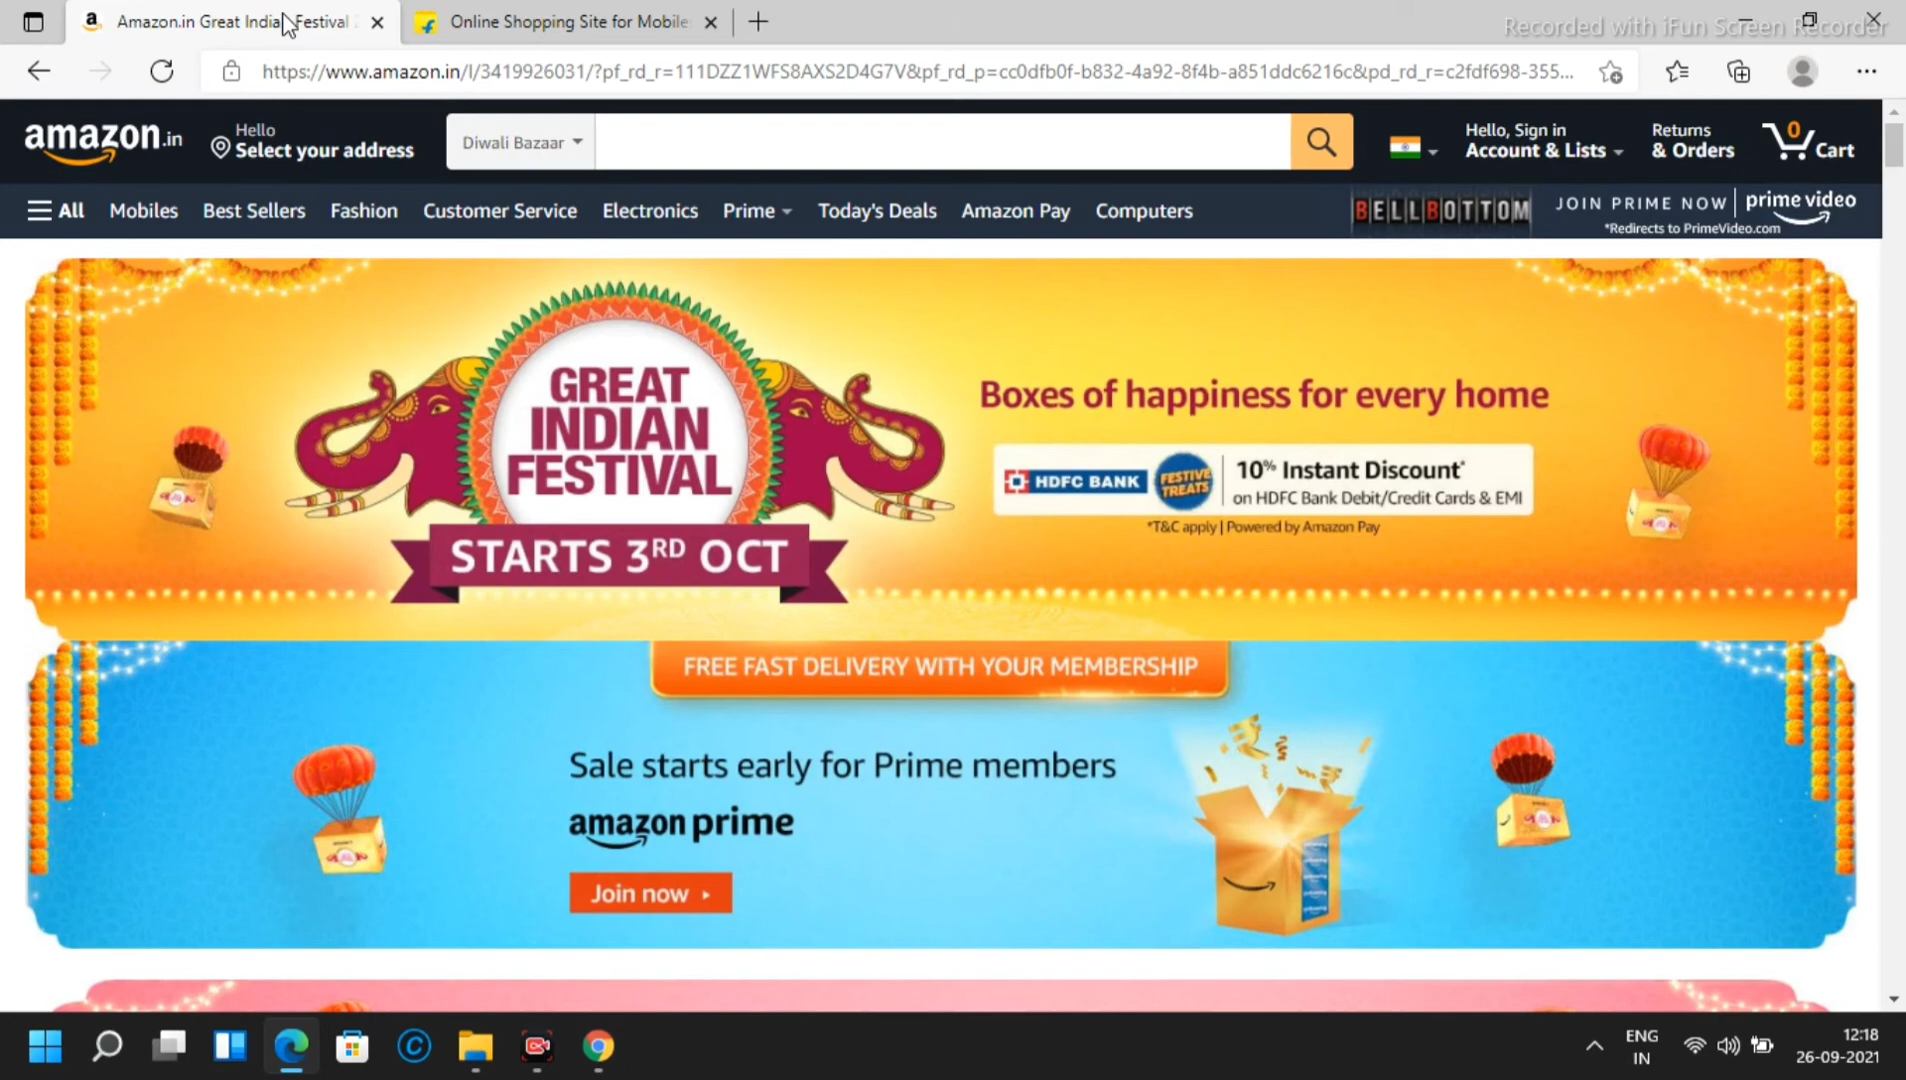 Amazon.in Great India Festival
Online Shopping Site for Mobile
Recorded with iFun Screen Recorder
https://www.amazon.in/l/3419926031/?pf_rd_r=111DZZ1WFS8AXS2D4G7V&pf_rd_p=cc0dfb0f-b832-4a92-8f4b-a851ddc6216c&pd_rd_r=c2fdf698-355...
amazon.in
Hello
Select your address
Diwali Bazaar
Hello, Sign in
Account & Lists
Returns
& Orders
0
Cart
All
Mobiles
Best Sellers
Fashion
Customer Service
Electronics
Prime
Today's Deals
Amazon Pay
Computers
BELLBOTTOM
JOIN PRIME NOW
prime video
*Redirects to PrimeVideo.com
GREAT
INDIAN
FESTIVAL
STARTS 3RD OCT
Boxes of happiness for every home
HDFC BANK
FESTIVE
TREATS
10% Instant Discount*
on HDFC Bank Debit/Credit Cards & EMI
*T&C apply | Powered by Amazon Pay
FREE FAST DELIVERY WITH YOUR MEMBERSHIP
Sale starts early for Prime members
amazon prime
Join now
ENG
IN
12:18
26-09-2021